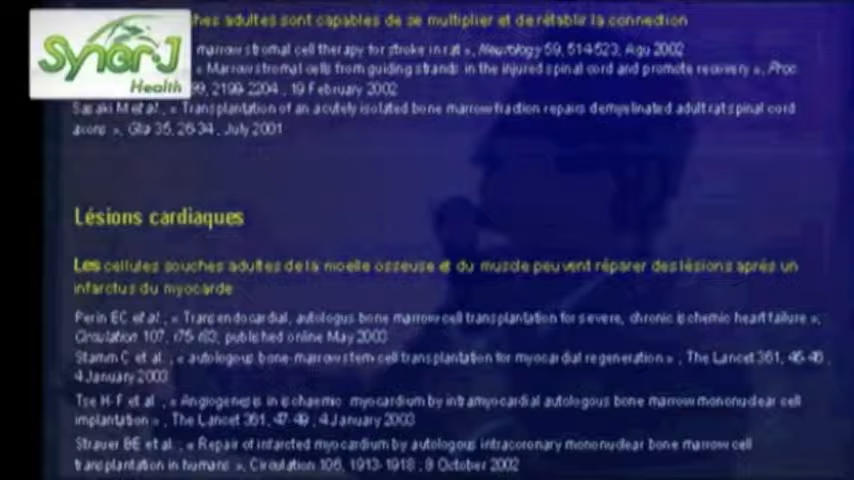 Synerj
Health
ches adultes sont capables de se multiplier et de rétablir la connection
marrow stromal cell therapy for stroke in rat », Neurology 59, 514-523, Agu 2002
« Marrow stromal cells from guiding strands in the injured spinal cord and promote recovery », Proc
99, 2199-2204 , 19 February 2002
Sasaki M et al., « Transplantation of an acutely isolated bone marrow fraction repairs demyelinated adult rat spinal cord
axons », Glia 35, 26-34 , July 2001
Lésions cardiaques
Les cellules souches adultes de la moelle osseuse et du muscle peuvent réparer des lésions aprés un
infarctus du myocarde
Perin EC et al., « Transendocardial, autologus bone marrow cell transplantation for severe, chronic ischemic heart failure »,
Circulation 107, r75-r83, published online May 2003
Stamm C et al. , « autologous bone-marrow stem-cell transplantation for myocardial regeneration » , The Lancet 361, 45-46 ,
4 January 2003
Tse H-F et al , « Angiogenesis in ischaemic myocardium by intramyocardial autologous bone marrow mononuclear cell
implantation » , The Lancet 361, 47-49 , 4 January 2003
Strauer BE et al , « Repair of infarcted myocardium by autologous intracoronary mononuclear bone marrow cell
transplantation in humans », Circulation 106, 1913-1918 ; 8 October 2002